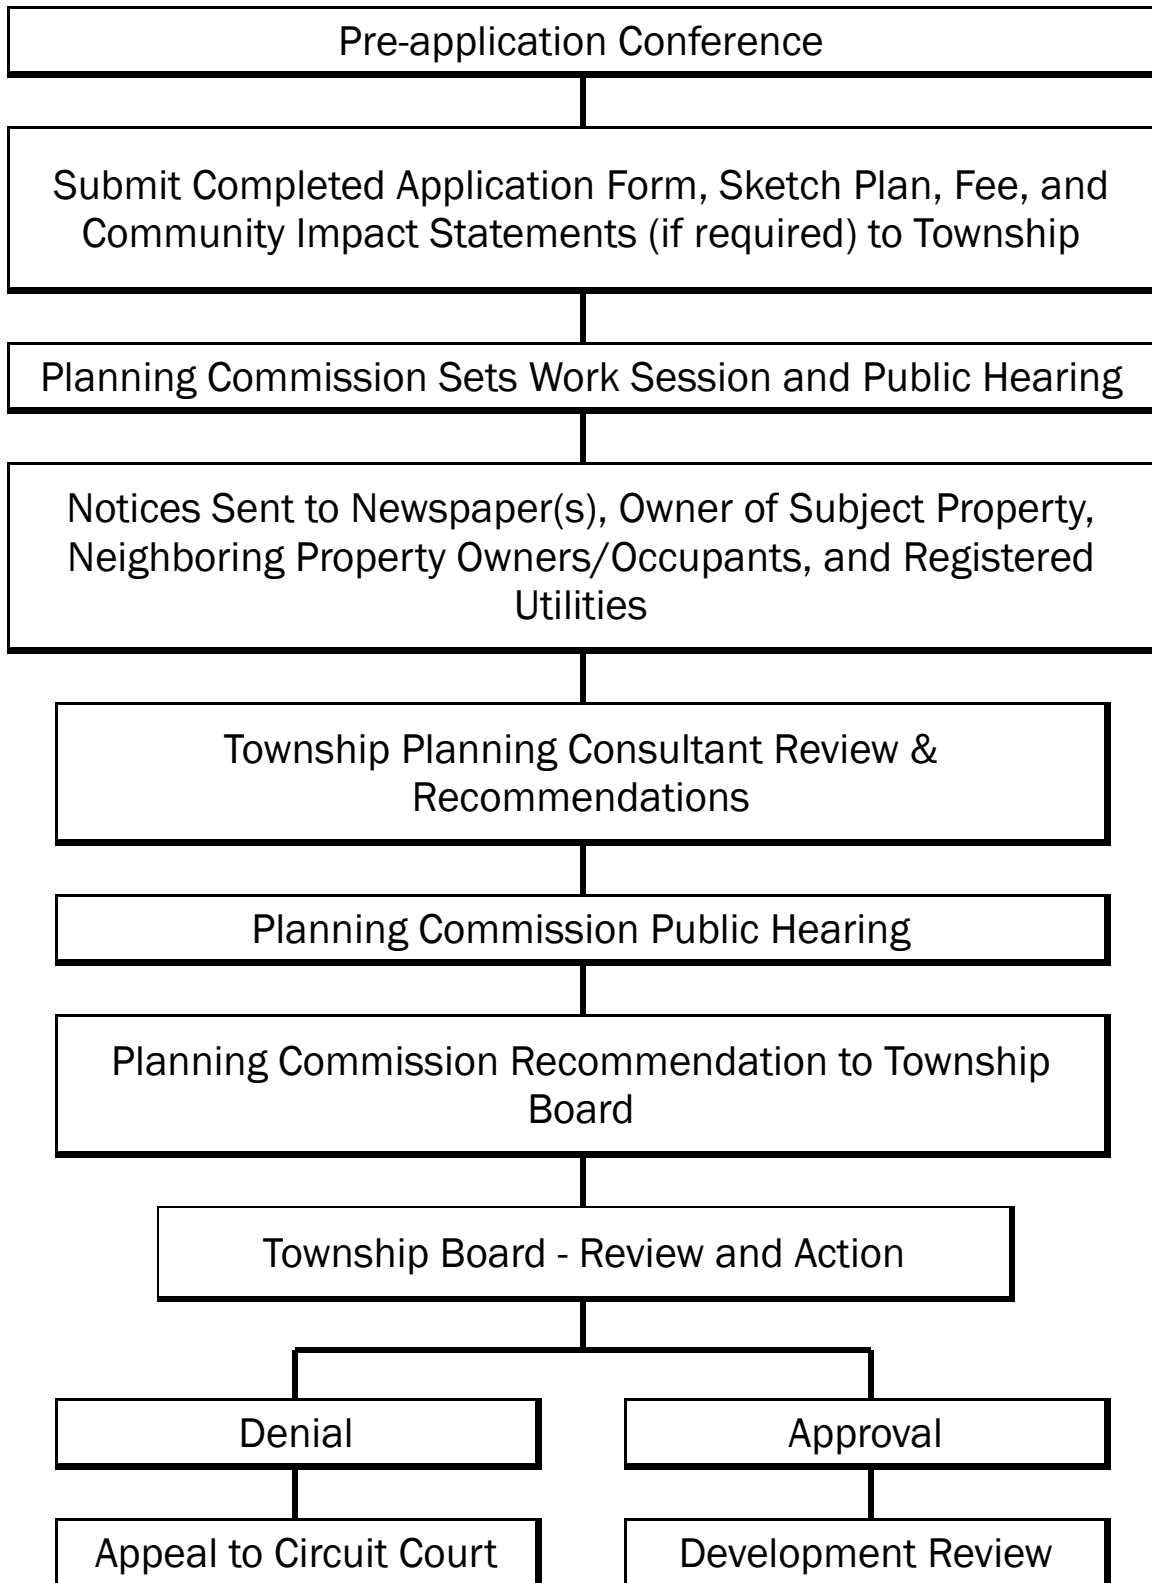 Pre-application Conference
Submit Completed Application Form, Sketch Plan, Fee, and
Community Impact Statements (if required) to Township
Planning Commission Sets Work Session and Public Hearing
Notices Sent to Newspaper(s), Owner of Subject Property,
Neighboring Property Owners/Occupants, and Registered
Utilities
Township Planning Consultant Review &
Recommendations
Planning Commission Public Hearing
Planning Commission Recommendation to Township
Board
Township Board - Review and Action
Denial
Approval
Appeal to Circuit Court
Development Review